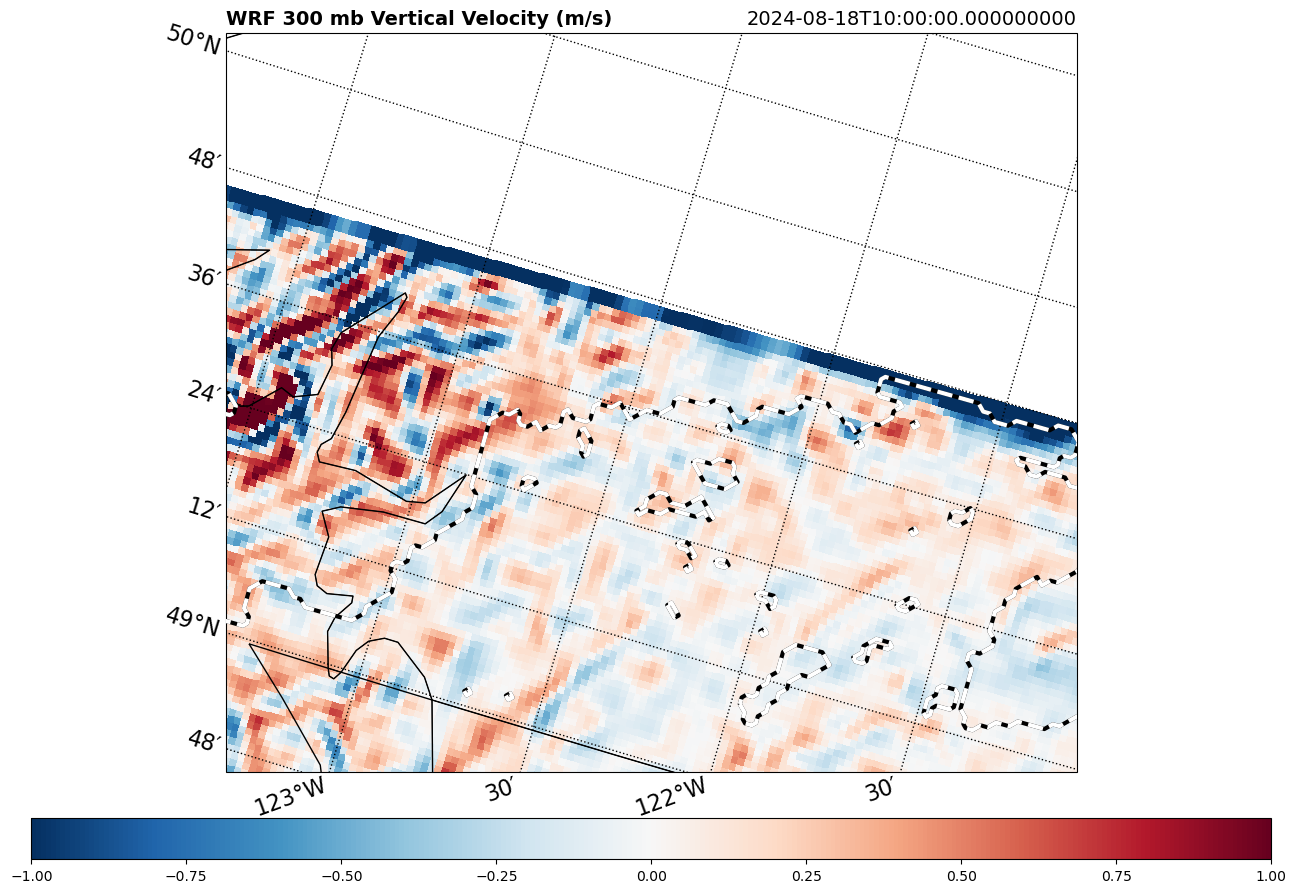 WRF 300 mb Vertical Velocity (m/s) 2024-08-18T10:00:00.000000000
50°N
48′
36′
24′
12′
49°N
48′
123°W 30′ 122°W 30′
−1.00 −0.75 −0.50 −0.25 0.00 0.25 0.50 0.75 1.00